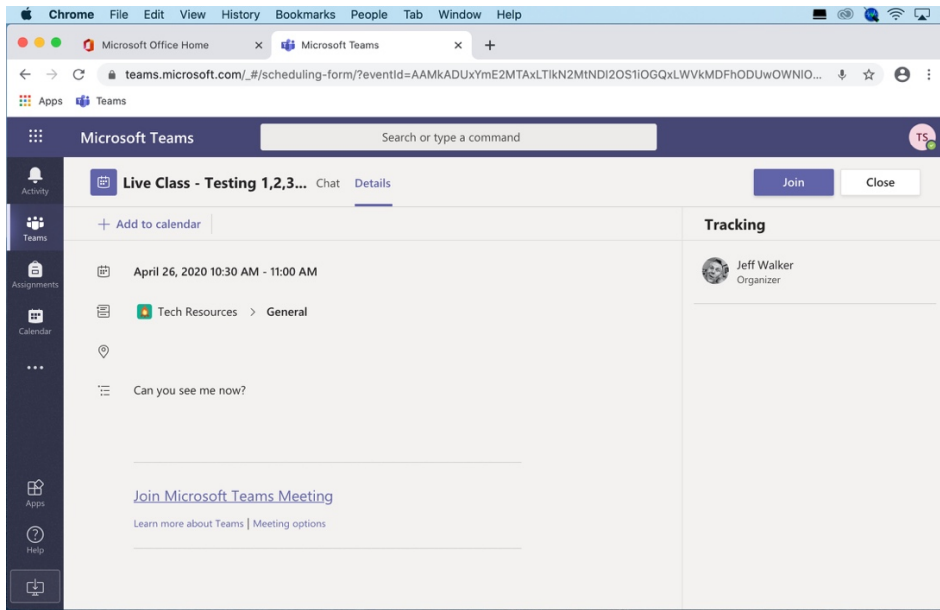 Chrome File Edit View History Bookmarks People Tab Window Help
Microsoft Office Home
Microsoft Teams
teams.microsoft.com/_#/scheduling-form/?eventId=AAMkADUxYmE2MTAxLTlkN2MtNDI2OS1iOGQxLWVkMDFhODUwOWNlO...
Apps Teams
Microsoft Teams
Search or type a command
TS
Activity
Teams
Assignments
Calendar
Apps
Help
Live Class - Testing 1,2,3... Chat Details
Join Close
+ Add to calendar
April 26, 2020 10:30 AM - 11:00 AM
Tech Resources > General
Can you see me now?
Join Microsoft Teams Meeting
Learn more about Teams | Meeting options
Tracking
Jeff Walker
Organizer